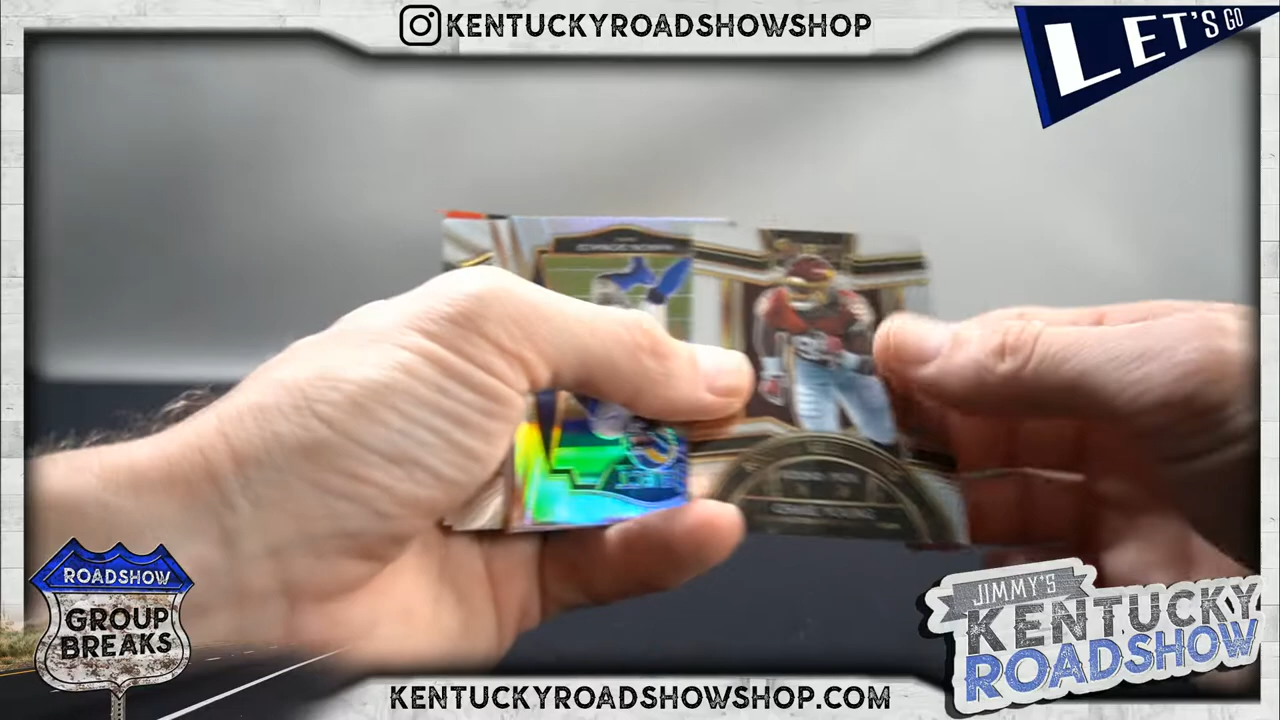 KENTUCKYROADSHOWSHOP
LET'S GO
ROADSHOW
GROUP
BREAKS
JIMMY'S
KENTUCKY
ROADSHOW
KENTUCKYROADSHOWSHOP.COM